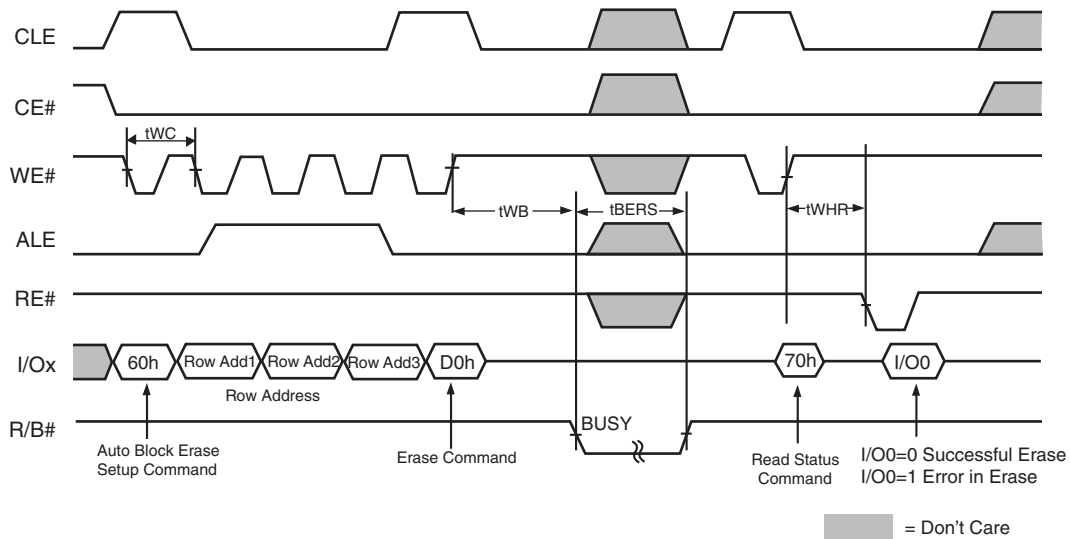 CLE
CE#
tWC
WE#
tWB
tBERS
tWHR
ALE
RE#
I/Ox
60h
Row Add1
Row Add2
Row Add3
D0h
70h
I/O0
Row Address
R/B#
BUSY
Auto Block Erase
Setup Command
Erase Command
Read Status
Command
I/O0=0 Successful Erase
I/O0=1 Error in Erase
= Don't Care